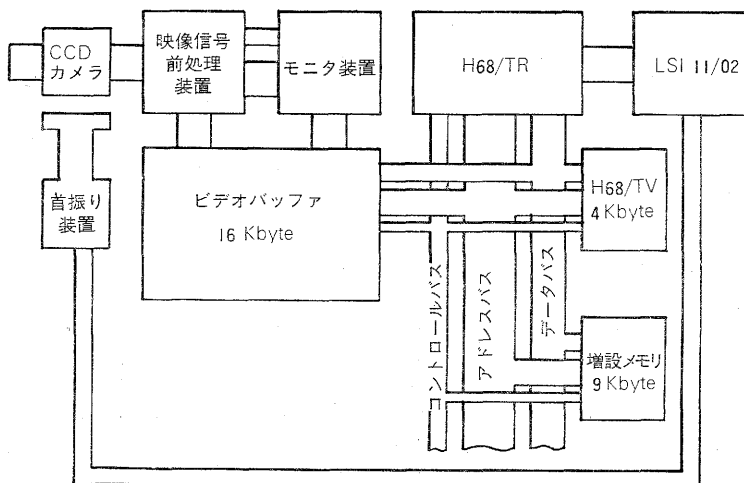 CCD
カメラ
映像信号
前処理
装置
モニタ装置
H68/TR
LSI 11/02
首振り
装置
ビデオバッファ
16 Kbyte
H68/TV
4 Kbyte
コントロールバス
アドレスバス
データバス
増設メモリ
9 Kbyte